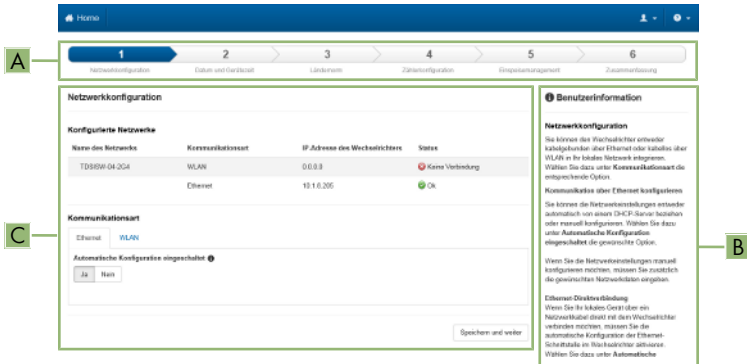 Home
A
1 2 3 4 5 6
Netzwerkkonfiguration Datum und Gerätezeit Ländernorm Zählerkonfiguration Einspeisemanagement Zusammenfassung
Netzwerkkonfiguration
Konfigurierte Netzwerke
Name des Netzwerks Kommunikationsart IP-Adresse des Wechselrichters Status
TDSISW-04-2G4 WLAN 0.0.0.0 Keine Verbindung
Ethernet 10.1.6.205 Ok
C
Kommunikationsart
Ethernet WLAN
Automatische Konfiguration eingeschaltet
Ja Nein
Speichern und weiter
Benutzerinformation
Netzwerkkonfiguration
Sie können den Wechselrichter entweder
kabelgebunden über Ethernet oder kabellos über
WLAN in Ihr lokales Netzwerk integrieren.
Wählen Sie dazu unter Kommunikationsart die
entsprechende Option.
Kommunikation über Ethernet konfigurieren
Sie können die Netzwerkeinstellungen entweder
automatisch von einem DHCP-Server beziehen
oder manuell konfigurieren. Wählen Sie dazu
unter Automatische Konfiguration
eingeschaltet die gewünschte Option.
B
Wenn Sie die Netzwerkeinstellungen manuell
konfigurieren möchten, müssen Sie zusätzlich
die gewünschten Netzwerkdaten eingeben.
Ethernet-Direktverbindung
Wenn Sie Ihr lokales Gerät über ein
Netzwerkkabel direkt mit dem Wechselrichter
verbinden möchten, müssen Sie die
automatische Konfiguration der Ethernet-
Schnittstelle im Wechselrichter aktivieren.
Wählen Sie dazu unter Automatische